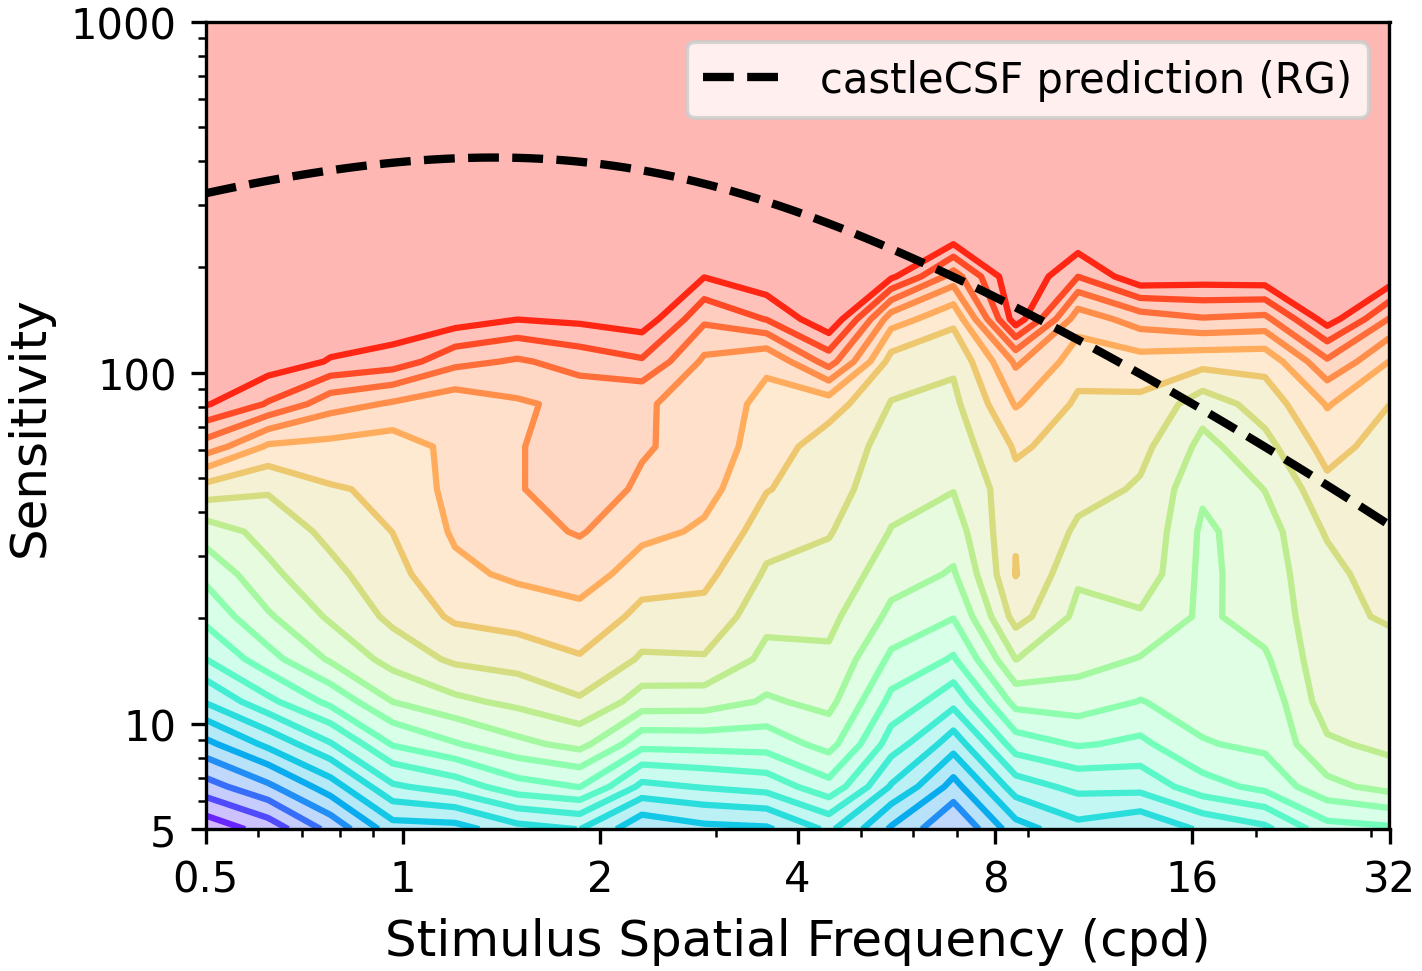 1000
castleCSF prediction (RG)
Sensitivity
100
10
5
0.5 1 2 4 8 16 32
Stimulus Spatial Frequency (cpd)